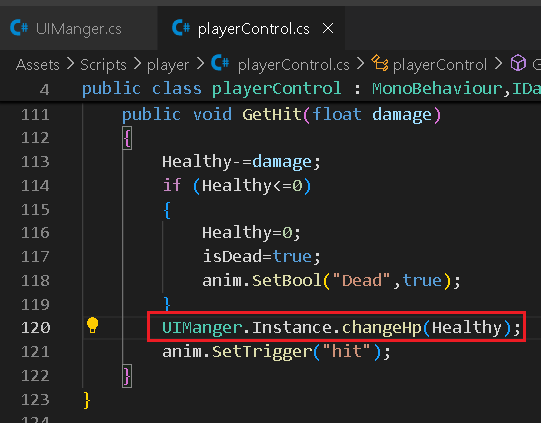 C# UIManger.cs C# playerControl.cs ×
Assets > Scripts > player > C# playerControl.cs > playerControl >
4 public class playerControl : MonoBehaviour,IDa
111 public void GetHit(float damage)
112 {
113 Healthy-=damage;
114 if (Healthy<=0)
115 {
116 Healthy=0;
117 isDead=true;
118 anim.SetBool("Dead",true);
119 }
120 UIManger.Instance.changeHp(Healthy);
121 anim.SetTrigger("hit");
122 }
123 }
124